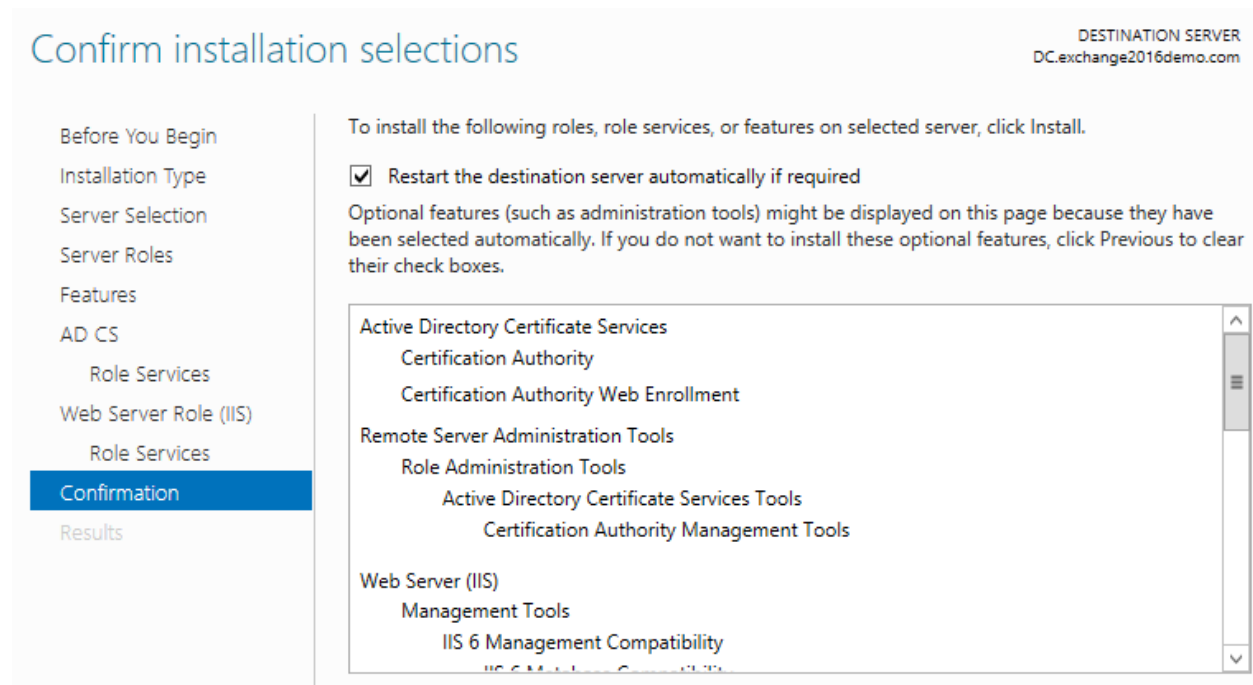 Confirm installation selections
DESTINATION SERVER
DC.exchange2016demo.com
Before You Begin
Installation Type
Server Selection
Server Roles
Features
AD CS
Role Services
Web Server Role (IIS)
Role Services
Confirmation
Results
To install the following roles, role services, or features on selected server, click Install.
Restart the destination server automatically if required
Optional features (such as administration tools) might be displayed on this page because they have
been selected automatically. If you do not want to install these optional features, click Previous to clear
their check boxes.
Active Directory Certificate Services
Certification Authority
Certification Authority Web Enrollment
Remote Server Administration Tools
Role Administration Tools
Active Directory Certificate Services Tools
Certification Authority Management Tools
Web Server (IIS)
Management Tools
IIS 6 Management Compatibility
IIS 6 Metabase Compatibility